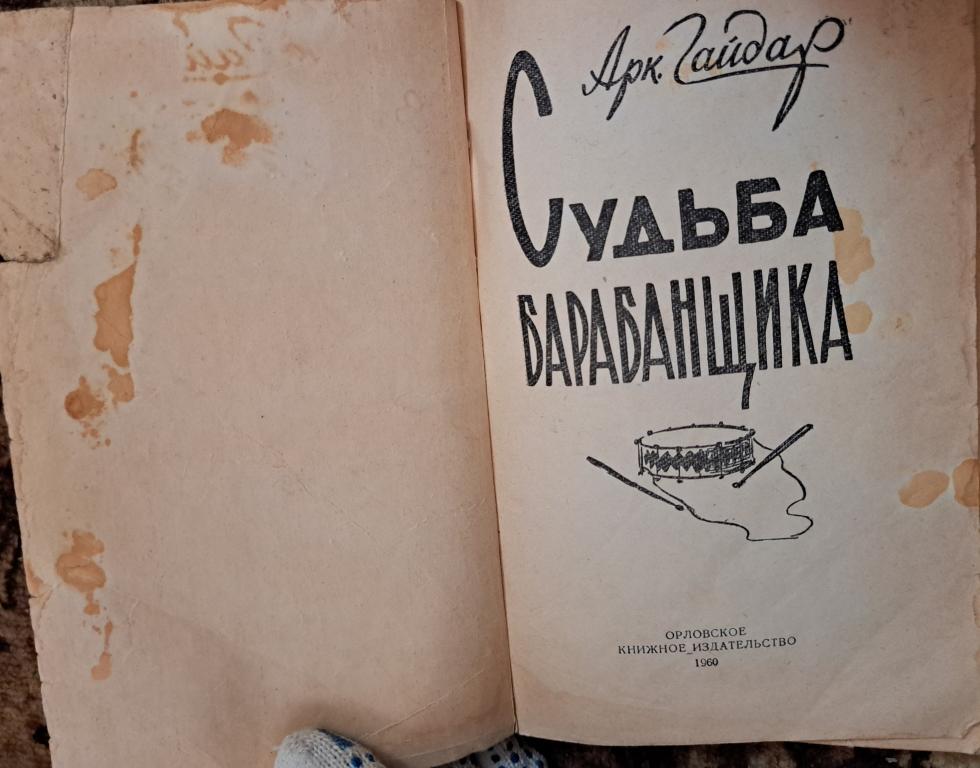 Арк. Гайдар
Судьба
БАРАБАНЩИКА
ОРЛОВСКОЕ
КНИЖНОЕ ИЗДАТЕЛЬСТВО
1960